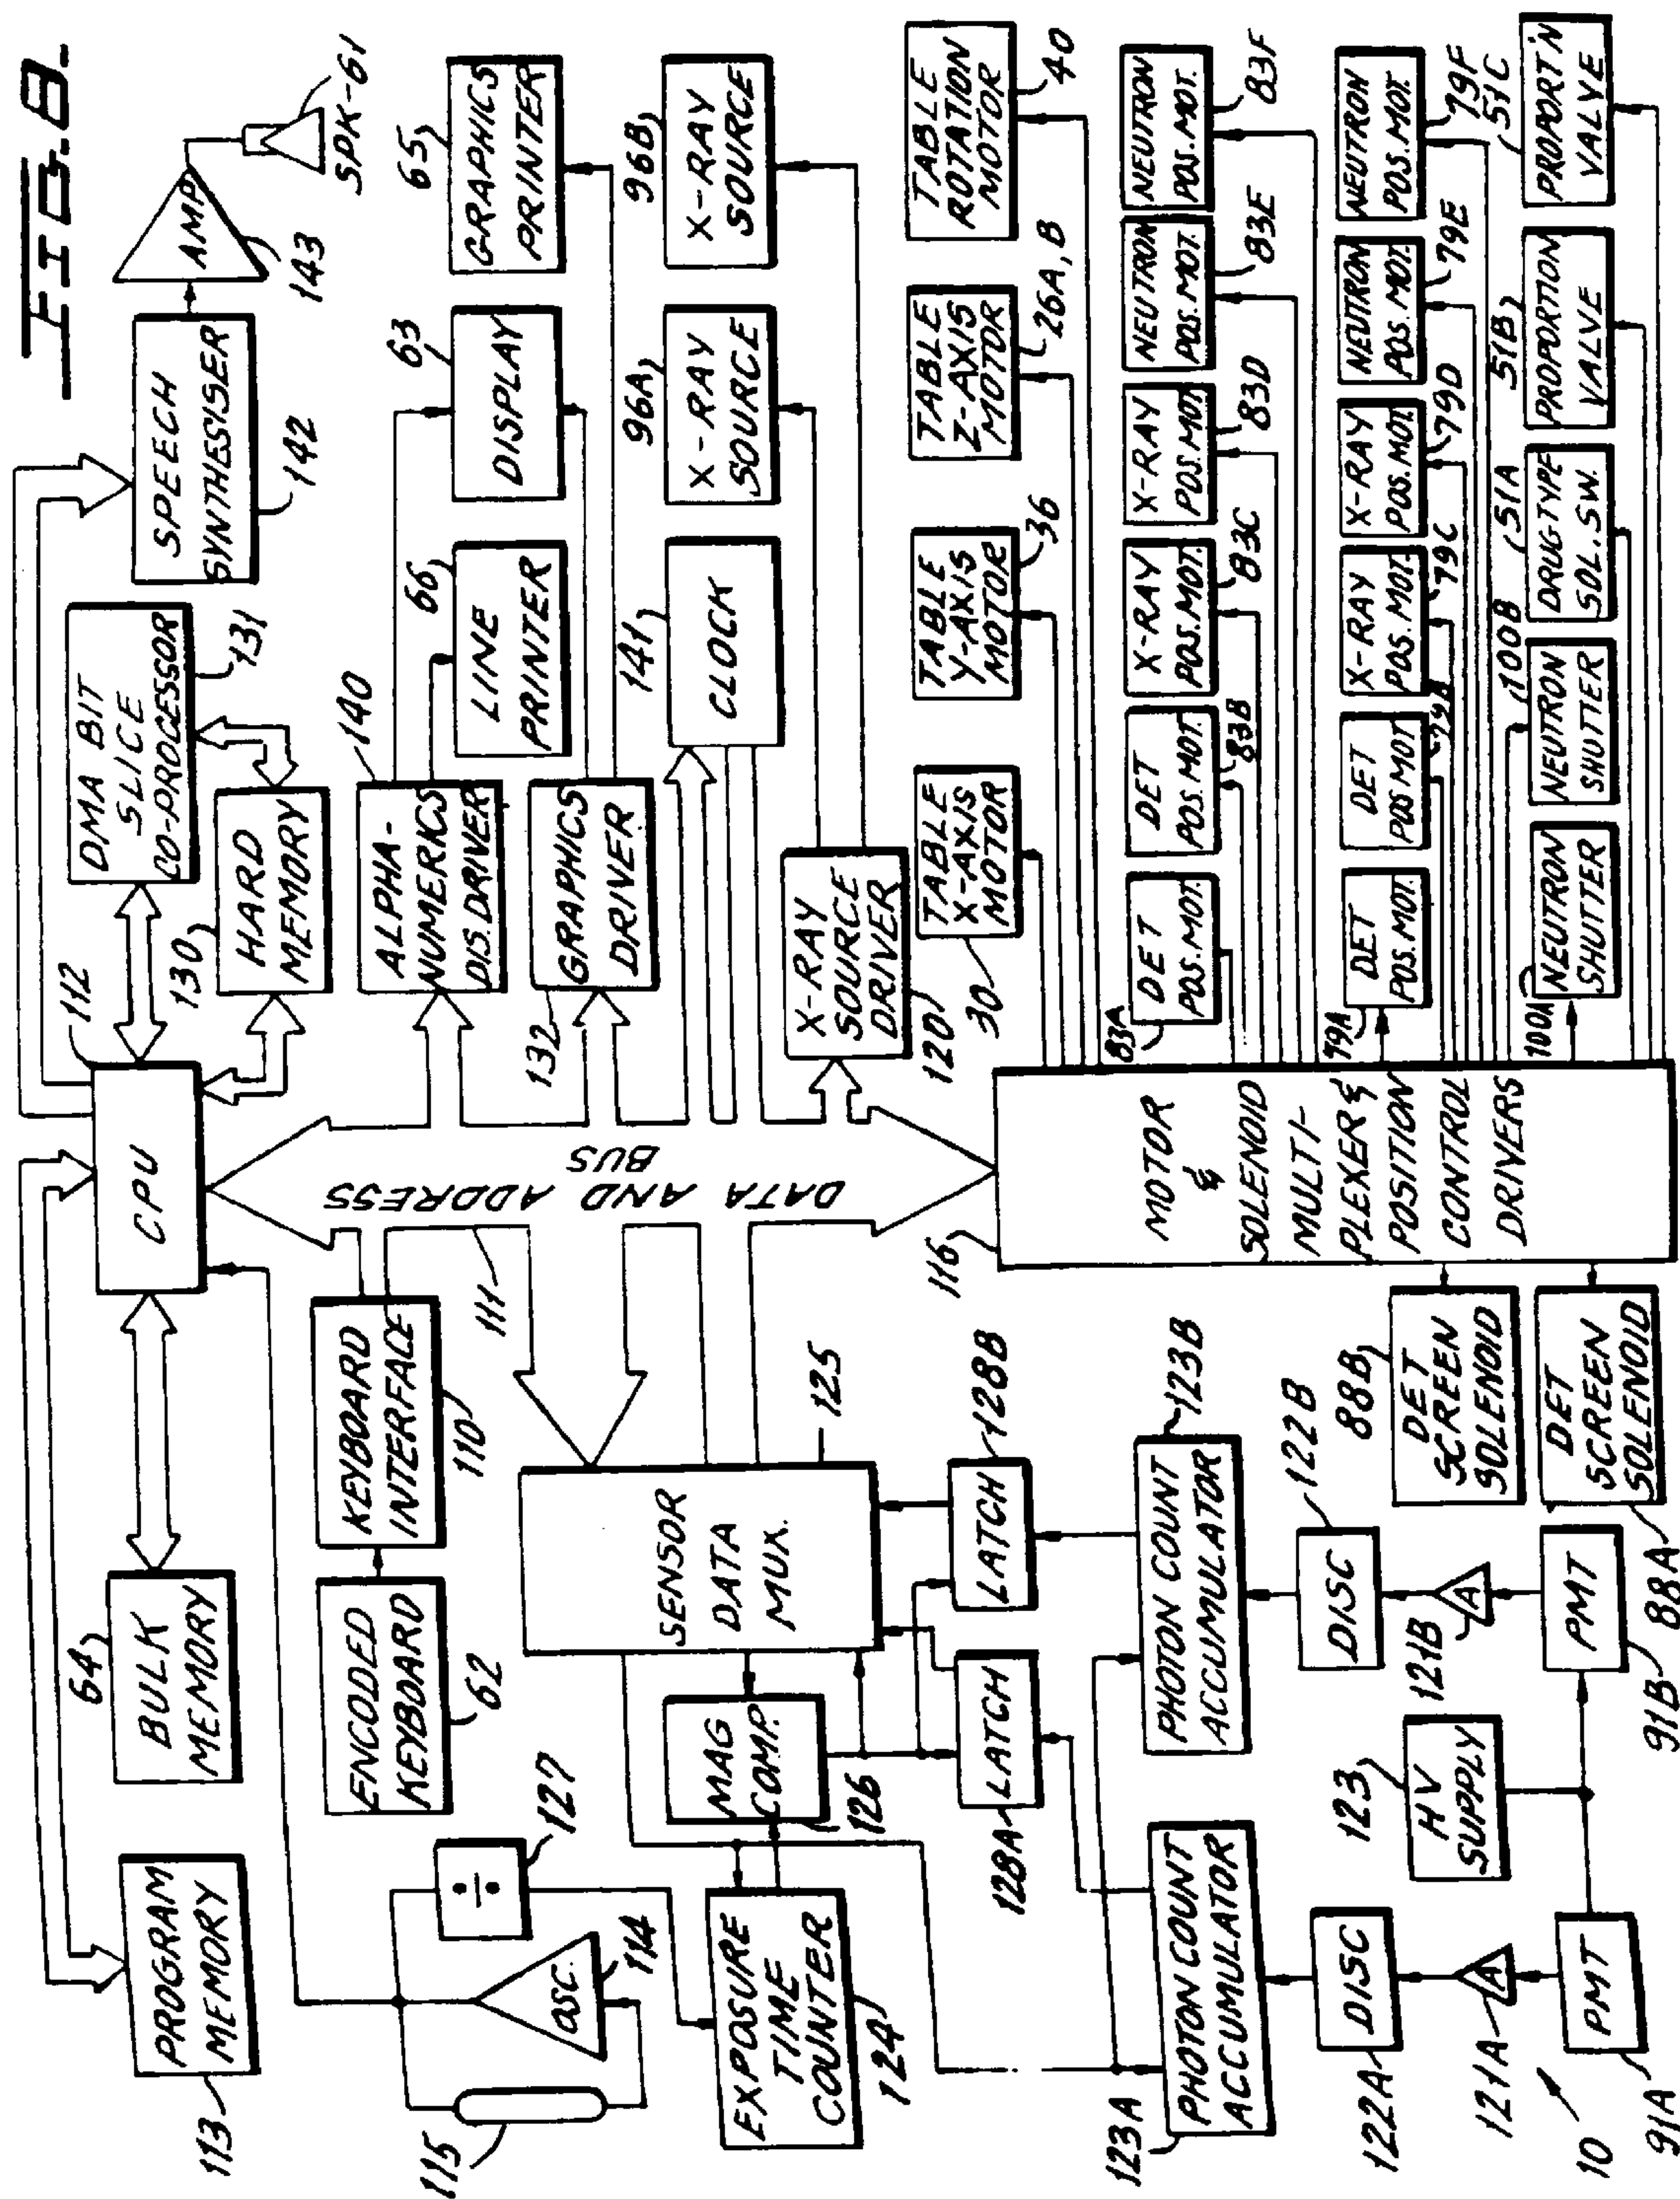 FIG. 8.
PROGRAM
MEMORY
113
64
BULK
MEMORY
CPU
112
DMA BIT
SLICE
CO-PROCESSOR
131
SPEECH
SYNTHESISER
142
AMP
143
SPK-61
130
HARD
MEMORY
115
OSC.
114
÷
127
ENCODED
KEYBOARD
62
KEYBOARD
INTERFACE
110
111
DATA AND ADDRESS
BUS
140
ALPHA-
NUMERICS
DIS. DRIVER
66
LINE
PRINTER
63
DISPLAY
65
GRAPHICS
PRINTER
132
GRAPHICS
DRIVER
141
CLOCK
96A
X-RAY
SOURCE
96B
X-RAY
SOURCE
X-RAY
SOURCE
DRIVER
120
EXPOSURE
TIME
COUNTER
124
MAG
COMP.
126
SENSOR
DATA
MUX.
125
128A
LATCH
LATCH
128B
123A
PHOTON COUNT
ACCUMULATOR
PHOTON COUNT
ACCUMULATOR
123B
122A
DISC
DISC
122B
121A
A
121B
A
123
HV
SUPPLY
10
91A
PMT
91B
PMT
88B
DET
SCREEN
SOLENOID
DET
SCREEN
SOLENOID
88A
116
MOTOR
&
SOLENOID
MULTI-
PLEXER &
POSITION
CONTROL
DRIVERS
30
TABLE
X-AXIS
MOTOR
TABLE
Y-AXIS
MOTOR
36
TABLE
Z-AXIS
MOTOR
26A, B
TABLE
ROTATION
MOTOR
40
83A
DET
POS. MOT.
DET
POS. MOT.
83B
X-RAY
POS. MOT.
83C
X-RAY
POS. MOT.
83D
NEUTRON
POS. MOT.
83E
NEUTRON
POS. MOT.
83F
79A
DET
POS. MOT.
DET
POS MOT.
79B
X-RAY
POS. MOT.
79C
X-RAY
POS. MOT.
79D
NEUTRON
POS. MOT.
79E
NEUTRON
POS. MOT.
79F
100A
NEUTRON
SHUTTER
100B
NEUTRON
SHUTTER
51A
DRUG-TYPE
SOL. SW.
51B
PROPORTION
VALVE
51C
PROPORT'N
VALVE